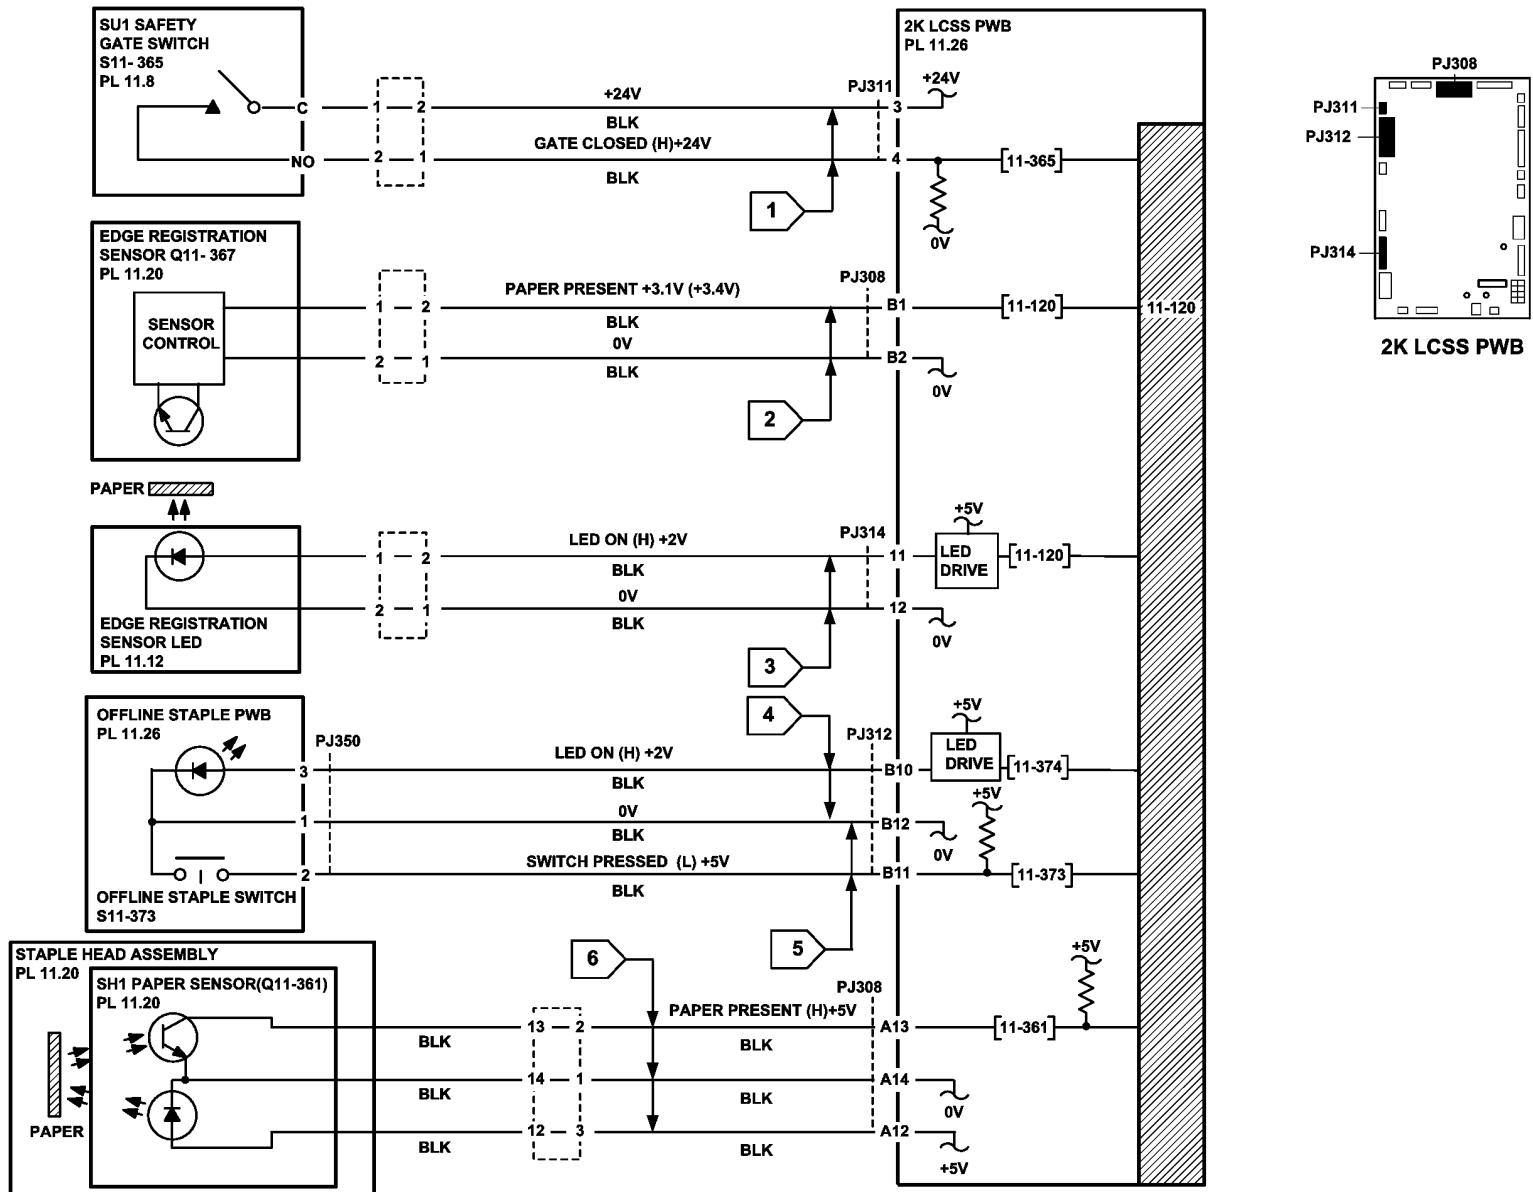 SU1 SAFETY
GATE SWITCH
S11- 365
PL 11.8
C
NO
1 2
2 1
+24V
BLK
GATE CLOSED (H)+24V
BLK
1
PJ311
3
4
2K LCSS PWB
PL 11.26
+24V
[11-365]
0V
EDGE REGISTRATION
SENSOR Q11- 367
PL 11.20
SENSOR
CONTROL
1 2
2 1
PAPER PRESENT +3.1V (+3.4V)
BLK
0V
BLK
2
PJ308
B1
B2
[11-120]
11-120
0V
PAPER
EDGE REGISTRATION
SENSOR LED
PL 11.12
1 2
2 1
LED ON (H) +2V
BLK
0V
BLK
3
PJ314
11
12
+5V
LED
DRIVE
[11-120]
0V
OFFLINE STAPLE PWB
PL 11.26
PJ350
3
1
2
OFFLINE STAPLE SWITCH
S11-373
4
LED ON (H) +2V
BLK
0V
BLK
SWITCH PRESSED (L) +5V
BLK
5
PJ312
B10
B12
B11
+5V
LED
DRIVE
[11-374]
+5V
0V
[11-373]
STAPLE HEAD ASSEMBLY
PL 11.20
SH1 PAPER SENSOR(Q11-361)
PL 11.20
PAPER
BLK
BLK
BLK
13 2
14 1
12 3
6
PAPER PRESENT (H)+5V
BLK
BLK
BLK
PJ308
A13
A14
A12
[11-361]
+5V
0V
+5V
PJ308
PJ311
PJ312
PJ314
2K LCSS PWB